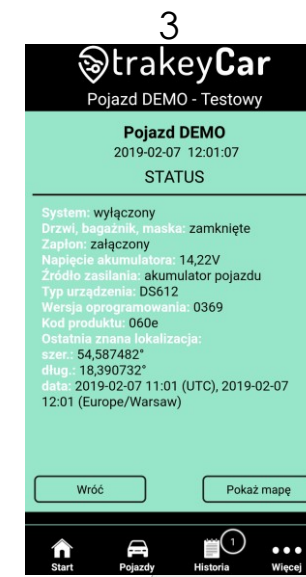 3
trakeyCar
Pojazd DEMO - Testowy
Pojazd DEMO
2019-02-07 12:01:07
STATUS
System: wyłączony
Drzwi, bagażnik, maska: zamknięte
Zapłon: załączony
Napięcie akumulatora: 14,22V
Źródło zasilania: akumulator pojazdu
Typ urządzenia: DS612
Wersja oprogramowania: 0369
Kod produktu: 060e
Ostatnia znana lokalizacja:
szer.: 54,587482°
dług.: 18,390732°
data: 2019-02-07 11:01 (UTC), 2019-02-07
12:01 (Europe/Warsaw)
Wróć Pokaż mapę
1
Start Pojazdy Historia Więcej